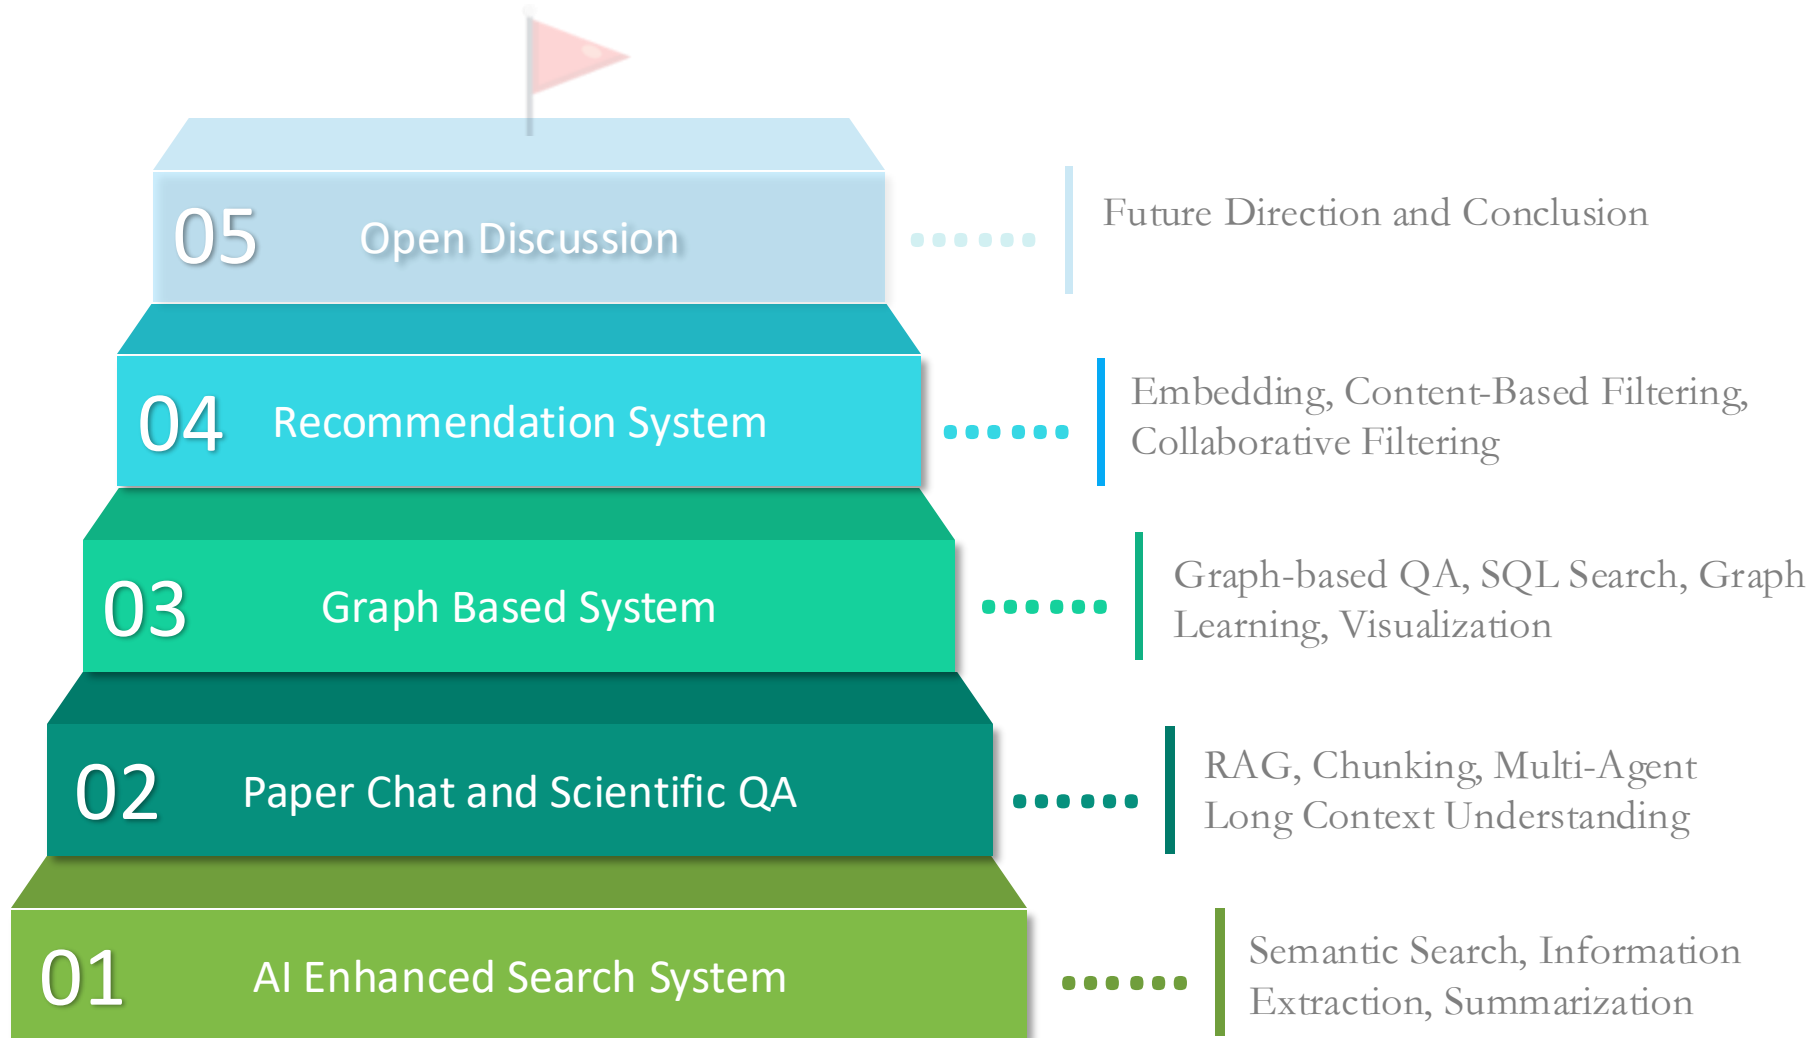 05
Open Discussion
Future Direction and Conclusion
04
Recommendation System
Embedding, Content-Based Filtering,
Collaborative Filtering
03
Graph Based System
Graph-based QA, SQL Search, Graph
Learning, Visualization
02
Paper Chat and Scientific QA
RAG, Chunking, Multi-Agent
Long Context Understanding
01
AI Enhanced Search System
Semantic Search, Information
Extraction, Summarization